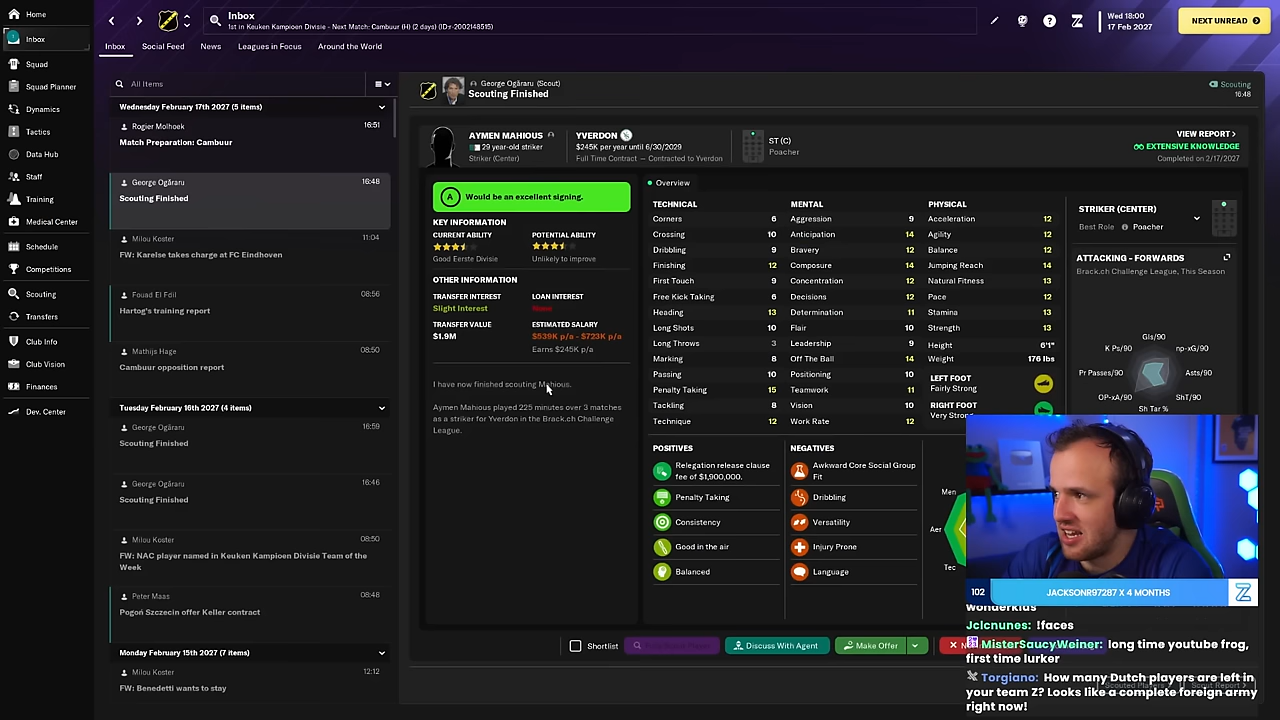 Home
Inbox
Squad
Squad Planner
Dynamics
Tactics
Data Hub
Staff
Training
Medical Center
Schedule
Competitions
Scouting
Transfers
Club Info
Club Vision
Finances
Dev. Center
Inbox
1st in Keuken Kampioen Divisie - Next Match: Cambuur (H) (2 days) (ID:r-2002148515)
Wed 18:00
17 Feb 2027
NEXT UNREAD
Inbox
Social Feed
News
Leagues in Focus
Around the World
All Items
Wednesday February 17th 2027 (5 items)
Rogier Molhoek 16:51
Match Preparation: Cambuur
George Ogăraru 16:48
Scouting Finished
Milou Koster 11:04
FW: Karelse takes charge at FC Eindhoven
Fouad El Fdil 08:56
Hartog's training report
Mathijs Hage 08:50
Cambuur opposition report
Tuesday February 16th 2027 (4 items)
George Ogăraru 16:59
Scouting Finished
George Ogăraru 16:46
Scouting Finished
Milou Koster 08:50
FW: NAC player named in Keuken Kampioen Divisie Team of the
Week
Peter Maas 08:48
Pogoń Szczecin offer Keller contract
Monday February 15th 2027 (7 items)
Milou Koster 12:12
FW: Benedetti wants to stay
George Ogăraru (Scout)
Scouting Finished
Scouting
16:48
AYMEN MAHIOUS
29 year-old striker
Striker (Center)
YVERDON
$245K per year until 6/30/2029
Full Time Contract — Contracted to Yverdon
ST (C)
Poacher
VIEW REPORT
EXTENSIVE KNOWLEDGE
Completed on 2/17/2027
A Would be an excellent signing.
KEY INFORMATION
CURRENT ABILITY POTENTIAL ABILITY
Good Eerste Divisie Unlikely to improve
OTHER INFORMATION
TRANSFER INTEREST LOAN INTEREST
Slight Interest None
TRANSFER VALUE ESTIMATED SALARY
$1.9M $539K p/a - $723K p/a
Earns $245K p/a
I have now finished scouting Mahious.
Aymen Mahious played 225 minutes over 3 matches
as a striker for Yverdon in the Brack.ch Challenge
League.
Overview
TECHNICAL
Corners 6
Crossing 10
Dribbling 9
Finishing 12
First Touch 9
Free Kick Taking 6
Heading 13
Long Shots 10
Long Throws 3
Marking 8
Passing 10
Penalty Taking 15
Tackling 8
Technique 12
MENTAL
Aggression 9
Anticipation 14
Bravery 12
Composure 14
Concentration 12
Decisions 12
Determination 11
Flair 10
Leadership 9
Off The Ball 14
Positioning 10
Teamwork 11
Vision 10
Work Rate 12
PHYSICAL
Acceleration 12
Agility 12
Balance 12
Jumping Reach 14
Natural Fitness 13
Pace 12
Stamina 13
Strength 13
Height 6'1"
Weight 176 lbs
LEFT FOOT
Fairly Strong
RIGHT FOOT
Very Strong
STRIKER (CENTER)
Best Role Poacher
ATTACKING - FORWARDS
Brack.ch Challenge League, This Season
Gls/90
K Ps/90 np-xG/90
Pr Passes/90 Asts/90
OP-xA/90 ShT/90
Sh Tar %
POSITIVES
Relegation release clause
fee of $1,900,000.
Penalty Taking
Consistency
Good in the air
Balanced
NEGATIVES
Awkward Core Social Group
Fit
Dribbling
Versatility
Injury Prone
Language
Men
Aer
Tec
Shortlist
Discuss With Agent
Make Offer
102 JACKSONR97287 X 4 MONTHS
wonderkids
Jclcnunes: !faces
MisterSaucyWeiner: long time youtube frog,
first time lurker
Torgiano: How many Dutch players are left in
your team Z? Looks like a complete foreign army
right now!